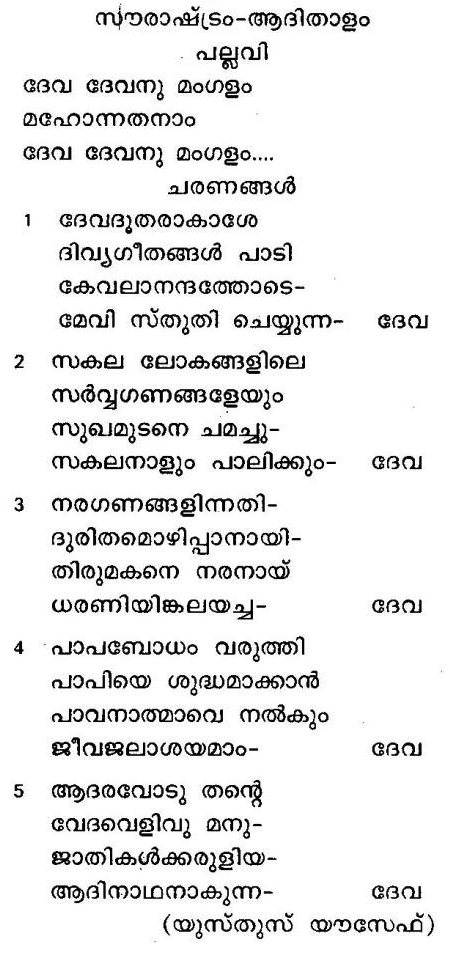 സൗരാഷ്ട്രം-ആദിതാളം
പല്ലവി
ദേവ ദേവനു മംഗളം
മഹോന്നതനാം
ദേവ ദേവനു മംഗളം....
ചരണങ്ങൾ
1 ദേവദൂതരാകാശേ
ദിവ്യഗീതങ്ങൾ പാടി
കേവലാനന്ദത്തോടെ-
മേവി സ്തുതി ചെയ്യുന്ന- ദേവ
2 സകല ലോകങ്ങളിലെ
സർവ്വഗണങ്ങളേയും
സുഖമുടനെ ചമച്ചു-
സകലനാളും പാലിക്കും- ദേവ
3 നരഗണങ്ങളിന്നതി-
ദുരിതമൊഴിപ്പാനായി-
തിരുമകനെ നരനായ്
ധരണിയിങ്കലയച്ച- ദേവ
4 പാപബോധം വരുത്തി
പാപിയെ ശുദ്ധമാക്കാൻ
പാവനാത്മാവെ നൽകും
ജീവജലാശയമാം- ദേവ
5 ആദരവോടു തന്റെ
വേദവെളിവു മനു-
ജാതികൾക്കരുളിയ-
ആദിനാഥനാകുന്ന- ദേവ
(യുസ്തുസ് യൗസേഫ്)